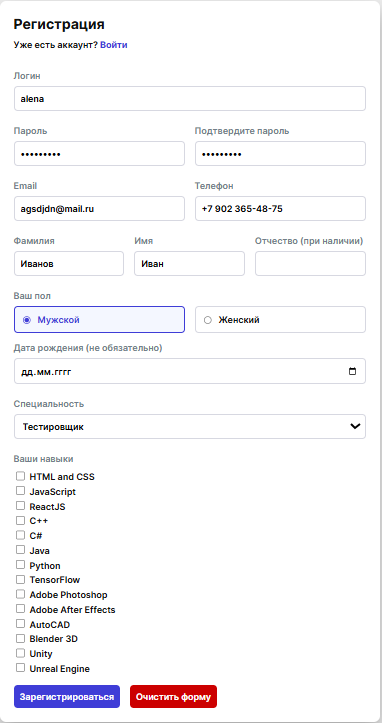 Регистрация
Уже есть аккаунт? Войти
Логин
alena
Пароль Подтвердите пароль
••••••••• •••••••••
Email Телефон
agsdjdn@mail.ru +7 902 365-48-75
Фамилия Имя Отчество (при наличии)
Иванов Иван
Ваш пол
Мужской Женский
Дата рождения (не обязательно)
дд.мм.гггг
Специальность
Тестировщик
Ваши навыки
HTML and CSS
JavaScript
ReactJS
C++
C#
Java
Python
TensorFlow
Adobe Photoshop
Adobe After Effects
AutoCAD
Blender 3D
Unity
Unreal Engine
Зарегистрироваться Очистить форму